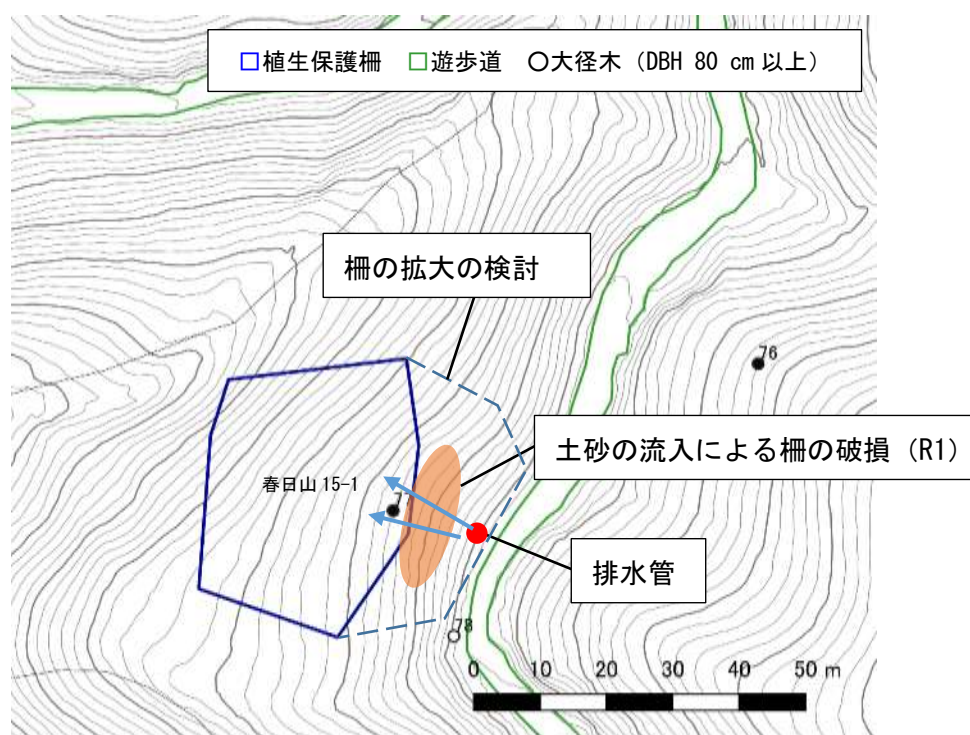 □植生保護柵 □遊歩道 ○大径木（DBH 80 cm 以上）
柵の拡大の検討
76
土砂の流入による柵の破損（R1）
春日山 15-1
排水管
78
0 10 20 30 40 50 m